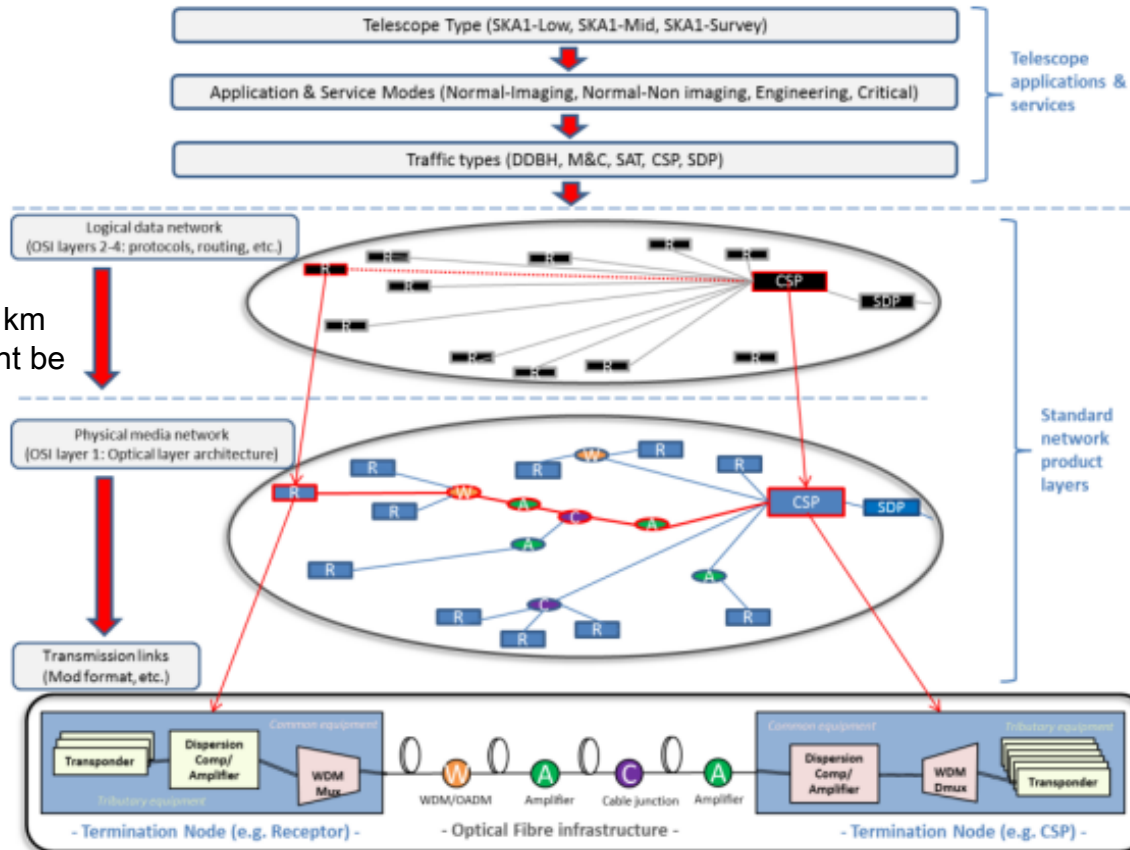 Telescope Type (SKA1-Low, SKA1-Mid, SKA1-Survey)
Application & Service Modes (Normal-Imaging, Normal-Non imaging, Engineering, Critical)
Traffic types (DDBH, M&C, SAT, CSP, SDP)
Telescope
applications &
services
Logical data network
(OSI layers 2-4: protocols, routing, etc.)
km
nt be
R
R
R
R
R
R
R
R
R
R
R
R
CSP
SDP
Physical media network
(OSI layer 1: Optical layer architecture)
Standard
network
product
layers
R
W
R
R
R
R
W
A
C
A
CSP
SDP
R
A
R
A
C
R
R
R
R
Transmission links
(Mod format, etc.)
Common equipment
Transponder
Dispersion
Comp/
Amplifier
WDM
Mux
Tributary equipment
- Termination Node (e.g. Receptor) -
W
A
C
A
WDM/OADM
Amplifier
Cable junction
Amplifier
- Optical Fibre infrastructure -
Common equipment
Tributary equipment
Dispersion
Comp/
Amplifier
WDM
Dmux
Transponder
- Termination Node (e.g. CSP) -